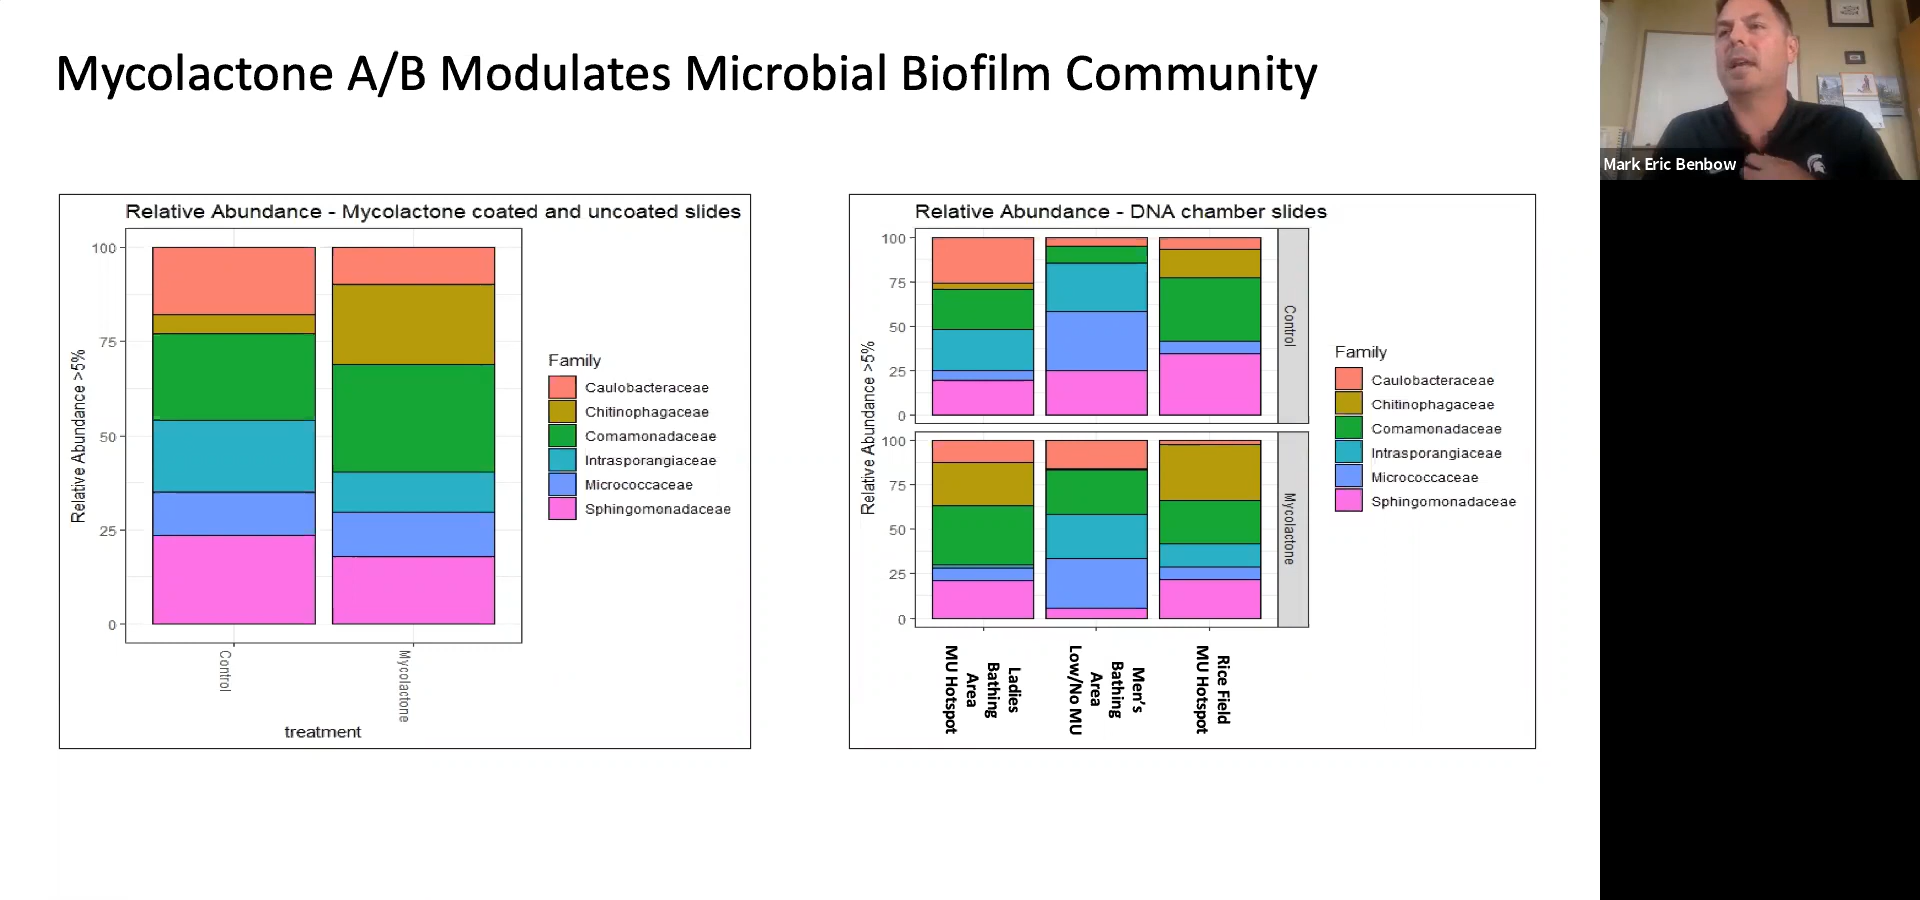 Mycolactone A/B Modulates Microbial Biofilm Community
Mark Eric Benbow
Relative Abundance - Mycolactone coated and uncoated slides
Relative Abundance >5%
100
75
50
25
0
Control
Mycolactone
treatment
Family
Caulobacteraceae
Chitinophagaceae
Comamonadaceae
Intrasporangiaceae
Micrococcaceae
Sphingomonadaceae
Relative Abundance - DNA chamber slides
Relative Abundance >5%
100
75
50
25
0
Control
100
75
50
25
0
Mycolactone
Ladies
Bathing
Area
MU Hotspot
Men's
Bathing
Area
Low/No MU
Rice Field
MU Hotspot
Family
Caulobacteraceae
Chitinophagaceae
Comamonadaceae
Intrasporangiaceae
Micrococcaceae
Sphingomonadaceae